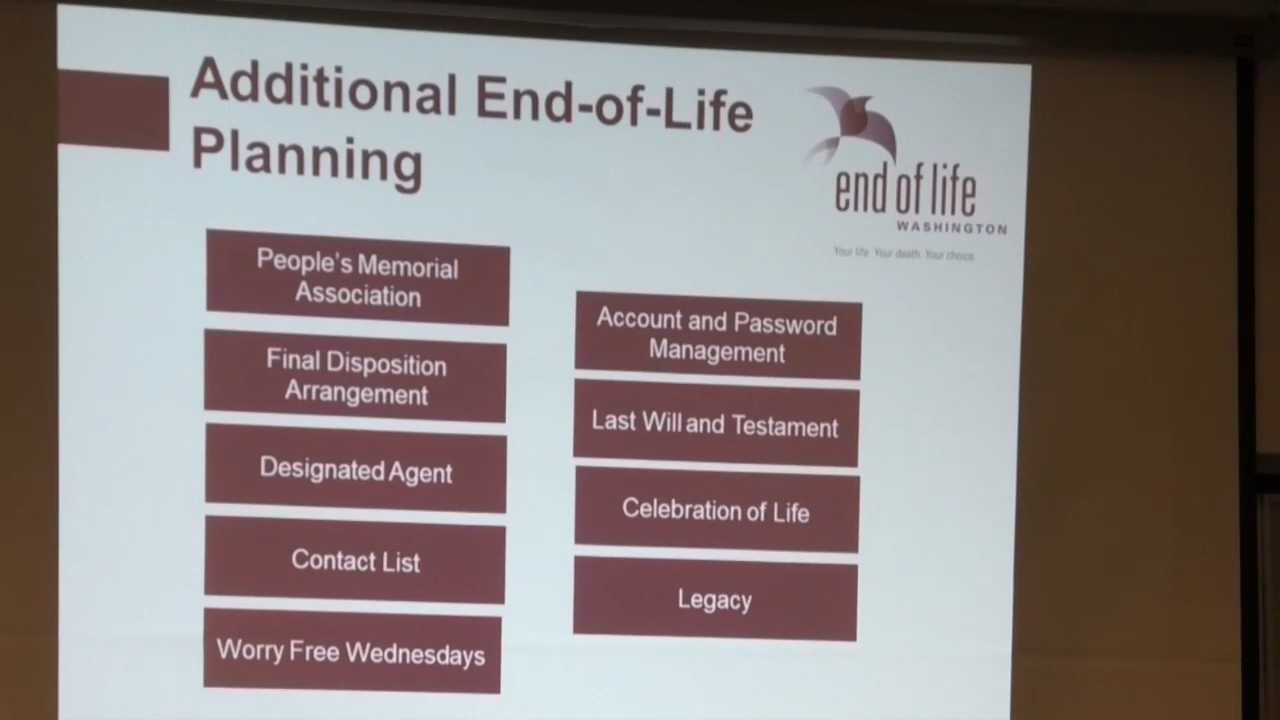 Additional End-of-Life
Planning
end of life
WASHINGTON
Your life. Your death. Your choice.
People's Memorial
Association
Final Disposition
Arrangement
Designated Agent
Contact List
Worry Free Wednesdays
Account and Password
Management
Last Will and Testament
Celebration of Life
Legacy